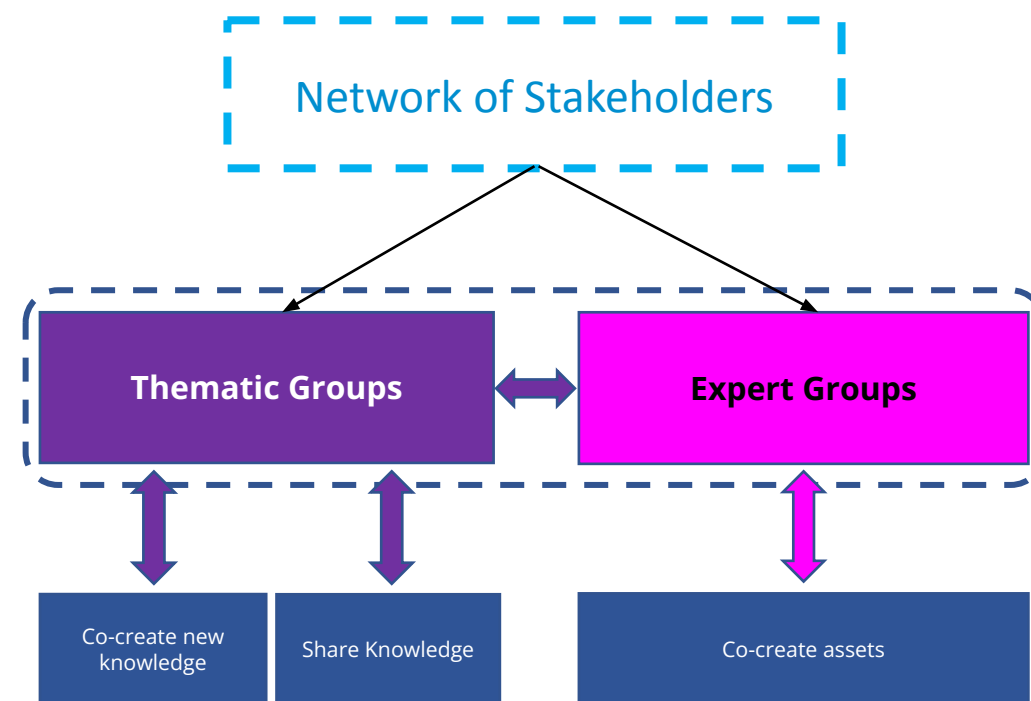 Network of Stakeholders
Thematic Groups
Expert Groups
Co-create new
knowledge
Share Knowledge
Co-create assets